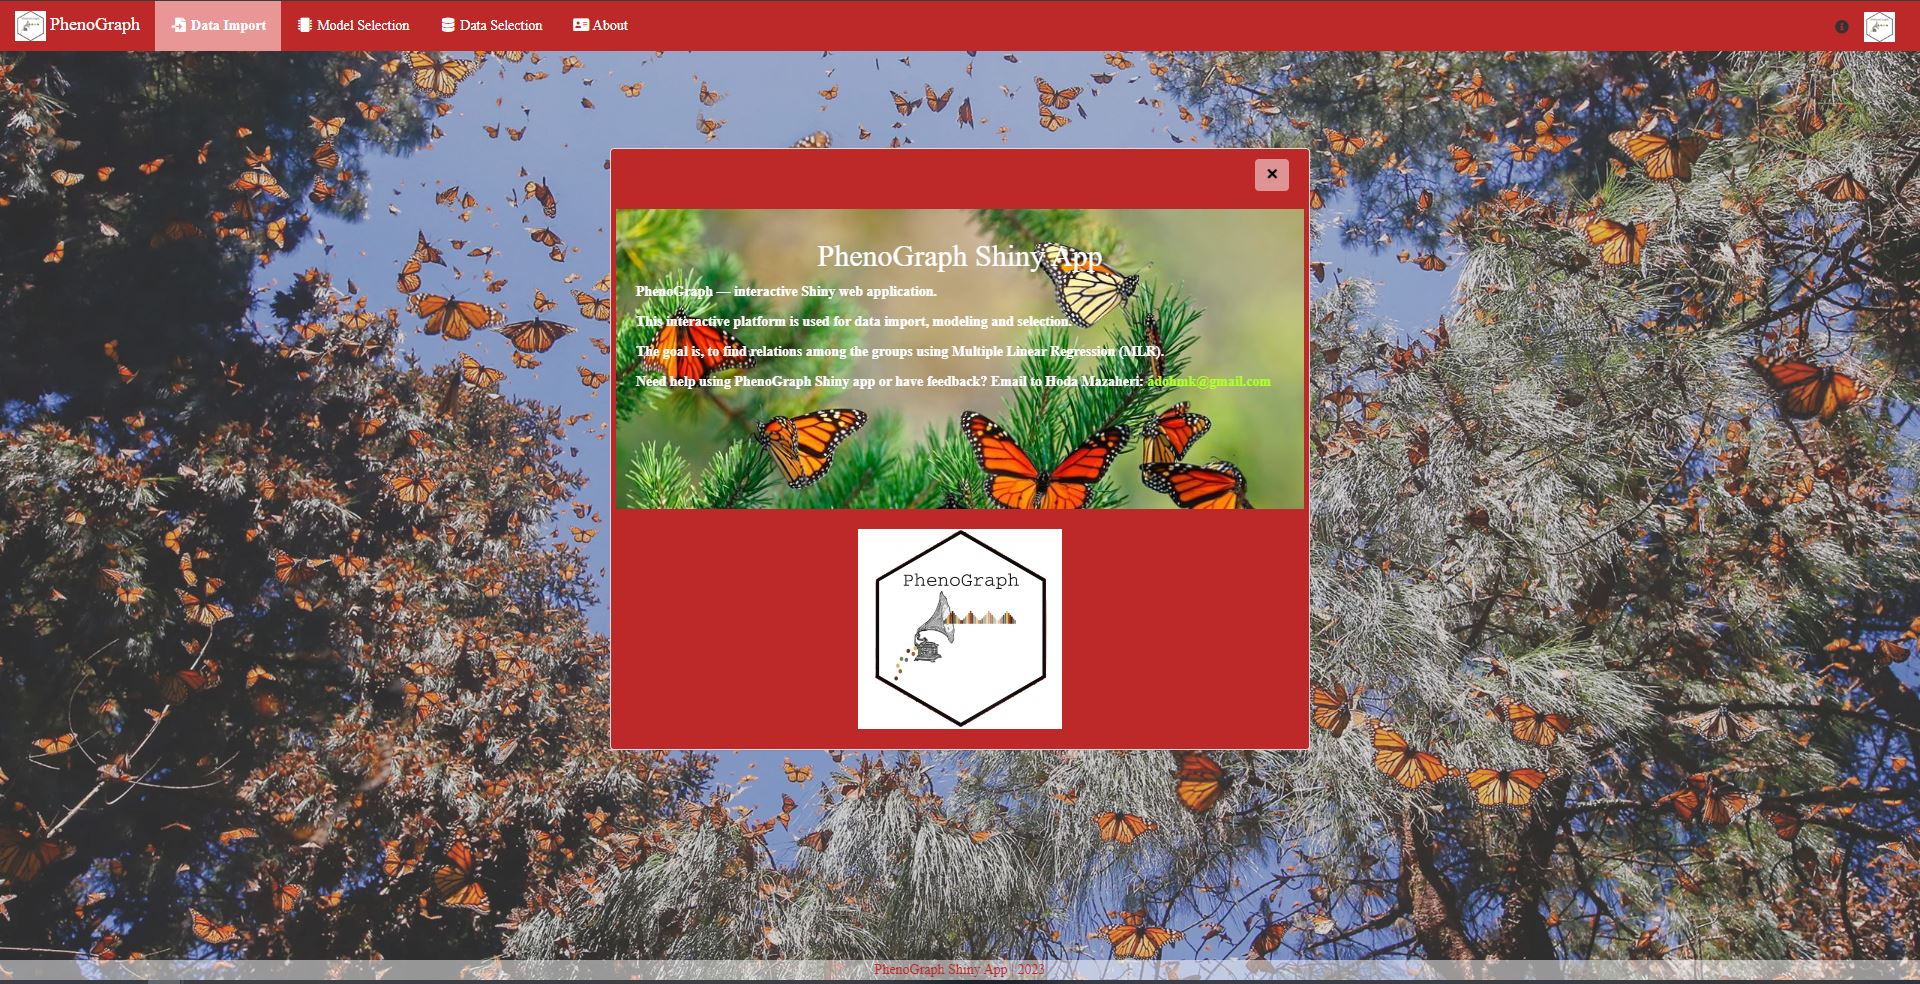 PhenoGraph
Data Import
Model Selection
Data Selection
About
PhenoGraph Shiny App
PhenoGraph — interactive Shiny web application.
This interactive platform is used for data import, modeling and selection.
The goal is, to find relations among the groups using Multiple Linear Regression (MLR).
Need help using PhenoGraph Shiny app or have feedback? Email to Hoda Mazaheri: adohmk@gmail.com
PhenoGraph
PhenoGraph Shiny App | 2023